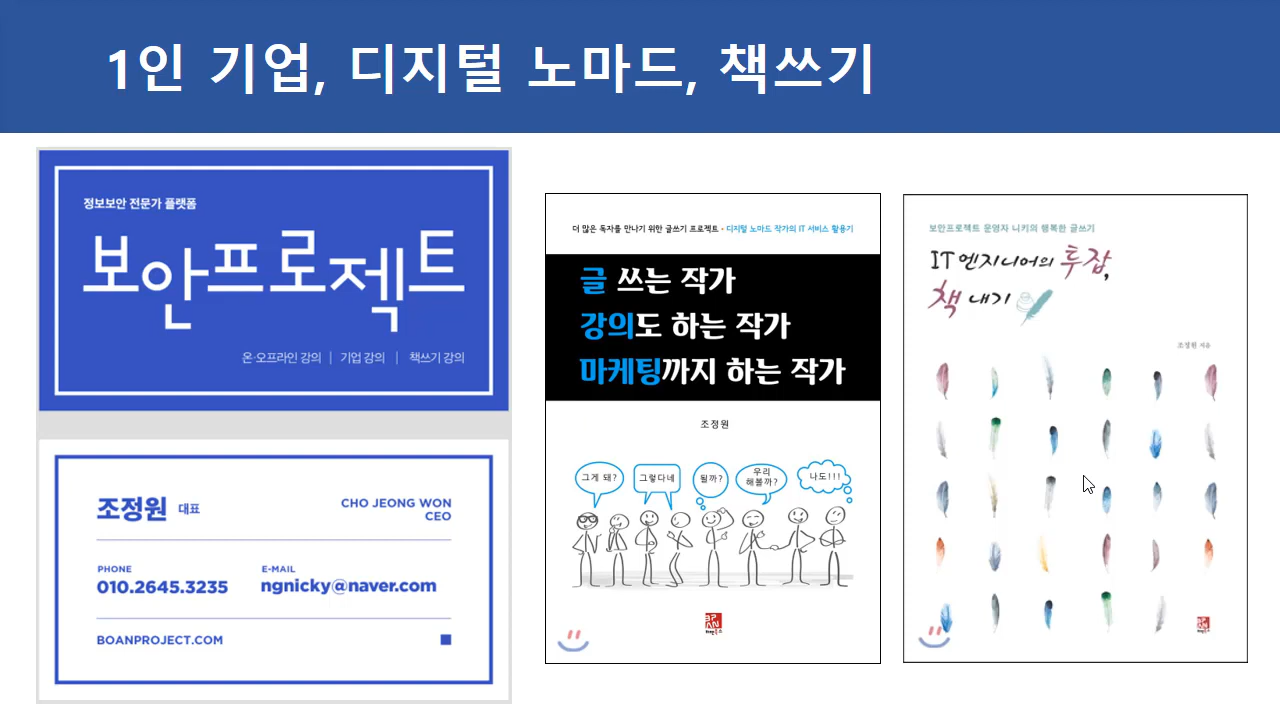 1인 기업, 디지털 노마드, 책쓰기
정보보안 전문가 플랫폼
보안프로젝트
온·오프라인 강의 | 기업 강의 | 책쓰기 강의
조정원 대표
CHO JEONG WON
CEO
PHONE
010.2645.3235
E-MAIL
ngnicky@naver.com
BOANPROJECT.COM
더 많은 독자를 만나기 위한 글쓰기 프로젝트 • 디지털 노마드 작가의 IT 서비스 활용기
글 쓰는 작가
강의도 하는 작가
마케팅까지 하는 작가
조정원
그게 돼?
그렇다네
될까?
우리
해볼까?
나도!!!
보안프로젝트 운영자 니키의 행복한 글쓰기
IT 엔지니어의 투잡,
책 내기
조정원 지음